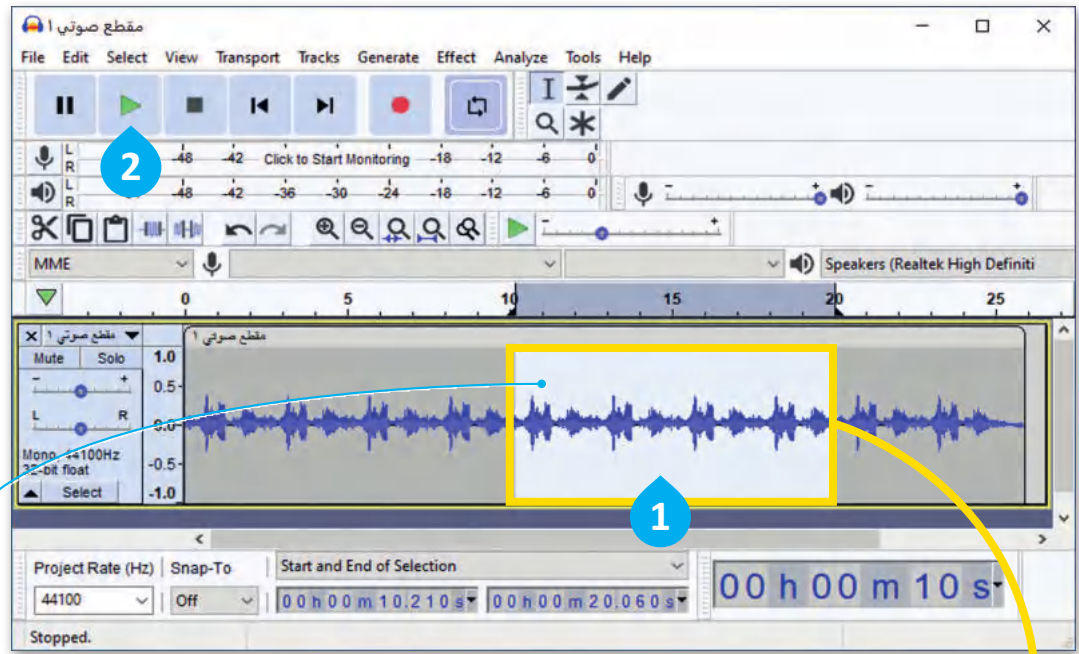 مقطع صوتي ١
File Edit Select View Transport Tracks Generate Effect Analyze Tools Help
2
L
R
-48 -42 Click to Start Monitoring -18 -12 -6 0
L
R
-48 -42 -36 -30 -24 -18 -12 -6 0
- +
- +
- +
MME
Speakers (Realtek High Definiti
0 5 10 15 20 25
مقطع صوتي ١
مقطع صوتي ١
Mute Solo
- +
L R
Mono, 44100Hz
32-bit float
Select
1.0
0.5
0.0
-0.5
-1.0
1
Project Rate (Hz) Snap-To Start and End of Selection
44100 Off 00 h 00 m 10.210 s 00 h 00 m 20.060 s
00 h 00 m 10 s
Stopped.